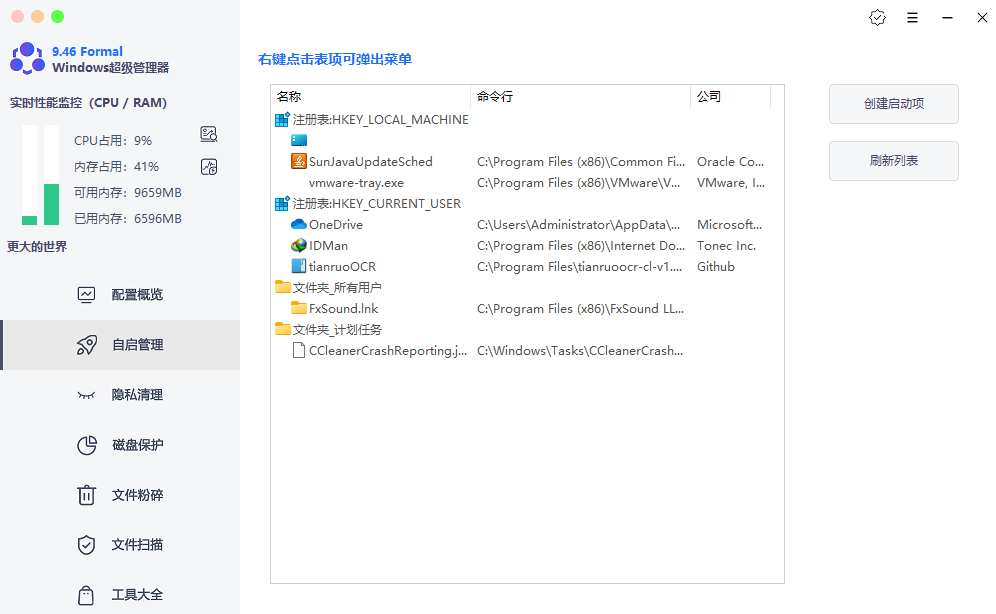 9.46 Formal
Windows超级管理器
实时性能监控（CPU / RAM）
CPU占用： 9%
内存占用： 41%
可用内存： 9659MB
已用内存： 6596MB
更大的世界
配置概览
自启管理
隐私清理
磁盘保护
文件粉碎
文件扫描
工具大全
右键点击表项可弹出菜单
名称 命令行 公司
注册表:HKEY_LOCAL_MACHINE
SunJavaUpdateSched C:\Program Files (x86)\Common Fi... Oracle Co...
vmware-tray.exe C:\Program Files (x86)\VMware\V... VMware, I...
注册表:HKEY_CURRENT_USER
OneDrive C:\Users\Administrator\AppData\... Microsoft...
IDMan C:\Program Files (x86)\Internet Do... Tonec Inc.
tianruoOCR C:\Program Files\tianruoocr-cl-v1.... Github
文件夹_所有用户
FxSound.lnk C:\Program Files (x86)\FxSound LL...
文件夹_计划任务
CCleanerCrashReporting.j... C:\Windows\Tasks\CCleanerCrash...
创建启动项
刷新列表